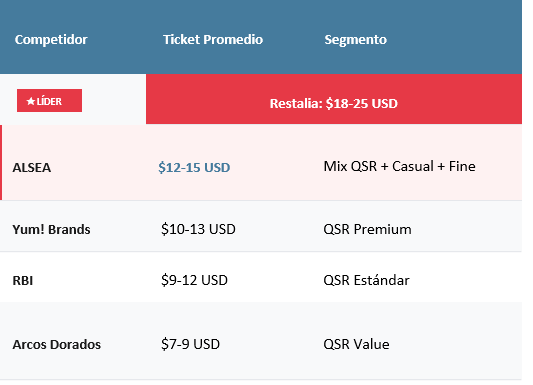 Competidor Ticket Promedio Segmento
★LÍDER Restalia: $18-25 USD
ALSEA $12-15 USD Mix QSR + Casual + Fine
Yum! Brands $10-13 USD QSR Premium
RBI $9-12 USD QSR Estándar
Arcos Dorados $7-9 USD QSR Value